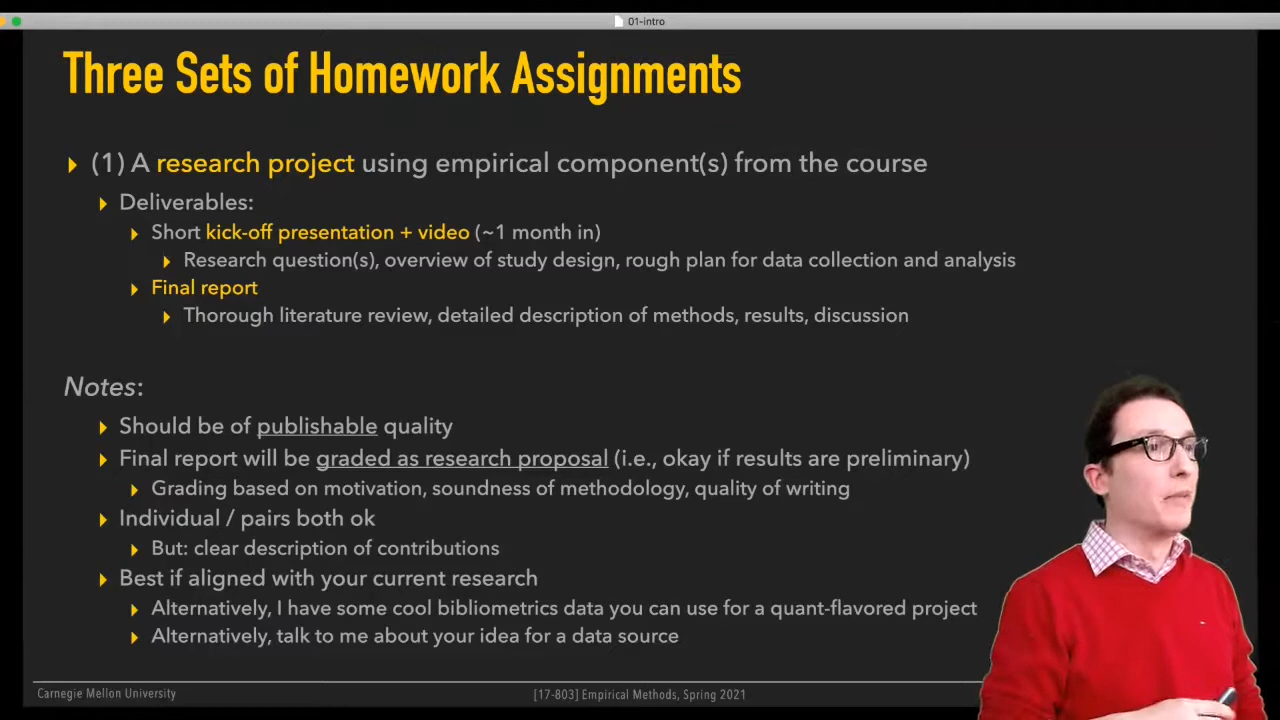 01-intro
Three Sets of Homework Assignments
(1) A research project using empirical component(s) from the course
Deliverables:
Short kick-off presentation + video (~1 month in)
Research question(s), overview of study design, rough plan for data collection and analysis
Final report
Thorough literature review, detailed description of methods, results, discussion
Notes:
Should be of publishable quality
Final report will be graded as research proposal (i.e., okay if results are preliminary)
Grading based on motivation, soundness of methodology, quality of writing
Individual / pairs both ok
But: clear description of contributions
Best if aligned with your current research
Alternatively, I have some cool bibliometrics data you can use for a quant-flavored project
Alternatively, talk to me about your idea for a data source
Carnegie Mellon University
[17-803] Empirical Methods, Spring 2021